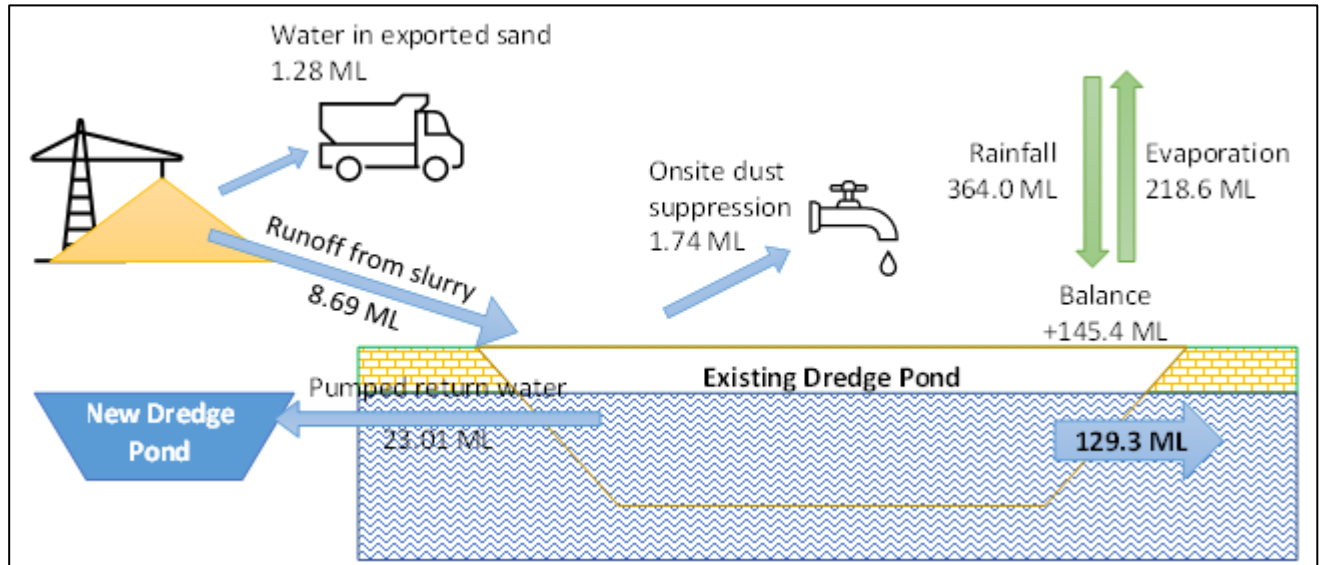 Water in exported sand
1.28 ML
Rainfall
364.0 ML
Evaporation
218.6 ML
Onsite dust
suppression
1.74 ML
Runoff from slurry
8.69 ML
Balance
+145.4 ML
Existing Dredge Pond
Pumped return water
23.01 ML
New Dredge
Pond
129.3 ML